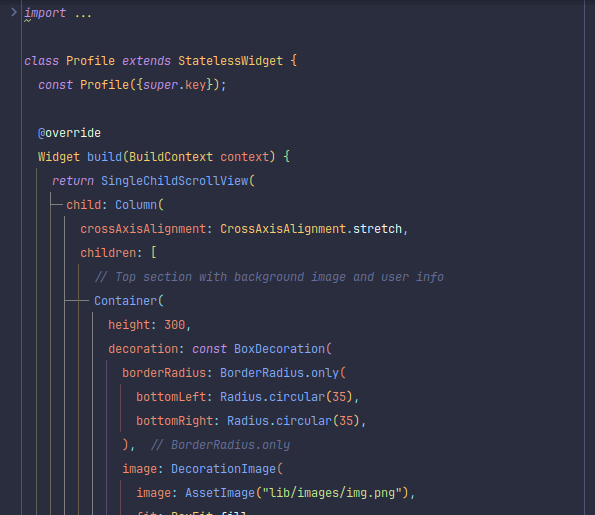 import ...
class Profile extends StatelessWidget {
const Profile({super.key});
@override
Widget build(BuildContext context) {
return SingleChildScrollView(
child: Column(
crossAxisAlignment: CrossAxisAlignment.stretch,
children: [
// Top section with background image and user info
Container(
height: 300,
decoration: const BoxDecoration(
borderRadius: BorderRadius.only(
bottomLeft: Radius.circular(35),
bottomRight: Radius.circular(35),
), // BorderRadius.only
image: DecorationImage(
image: AssetImage("lib/images/img.png"),
fit: BoxFit.fill